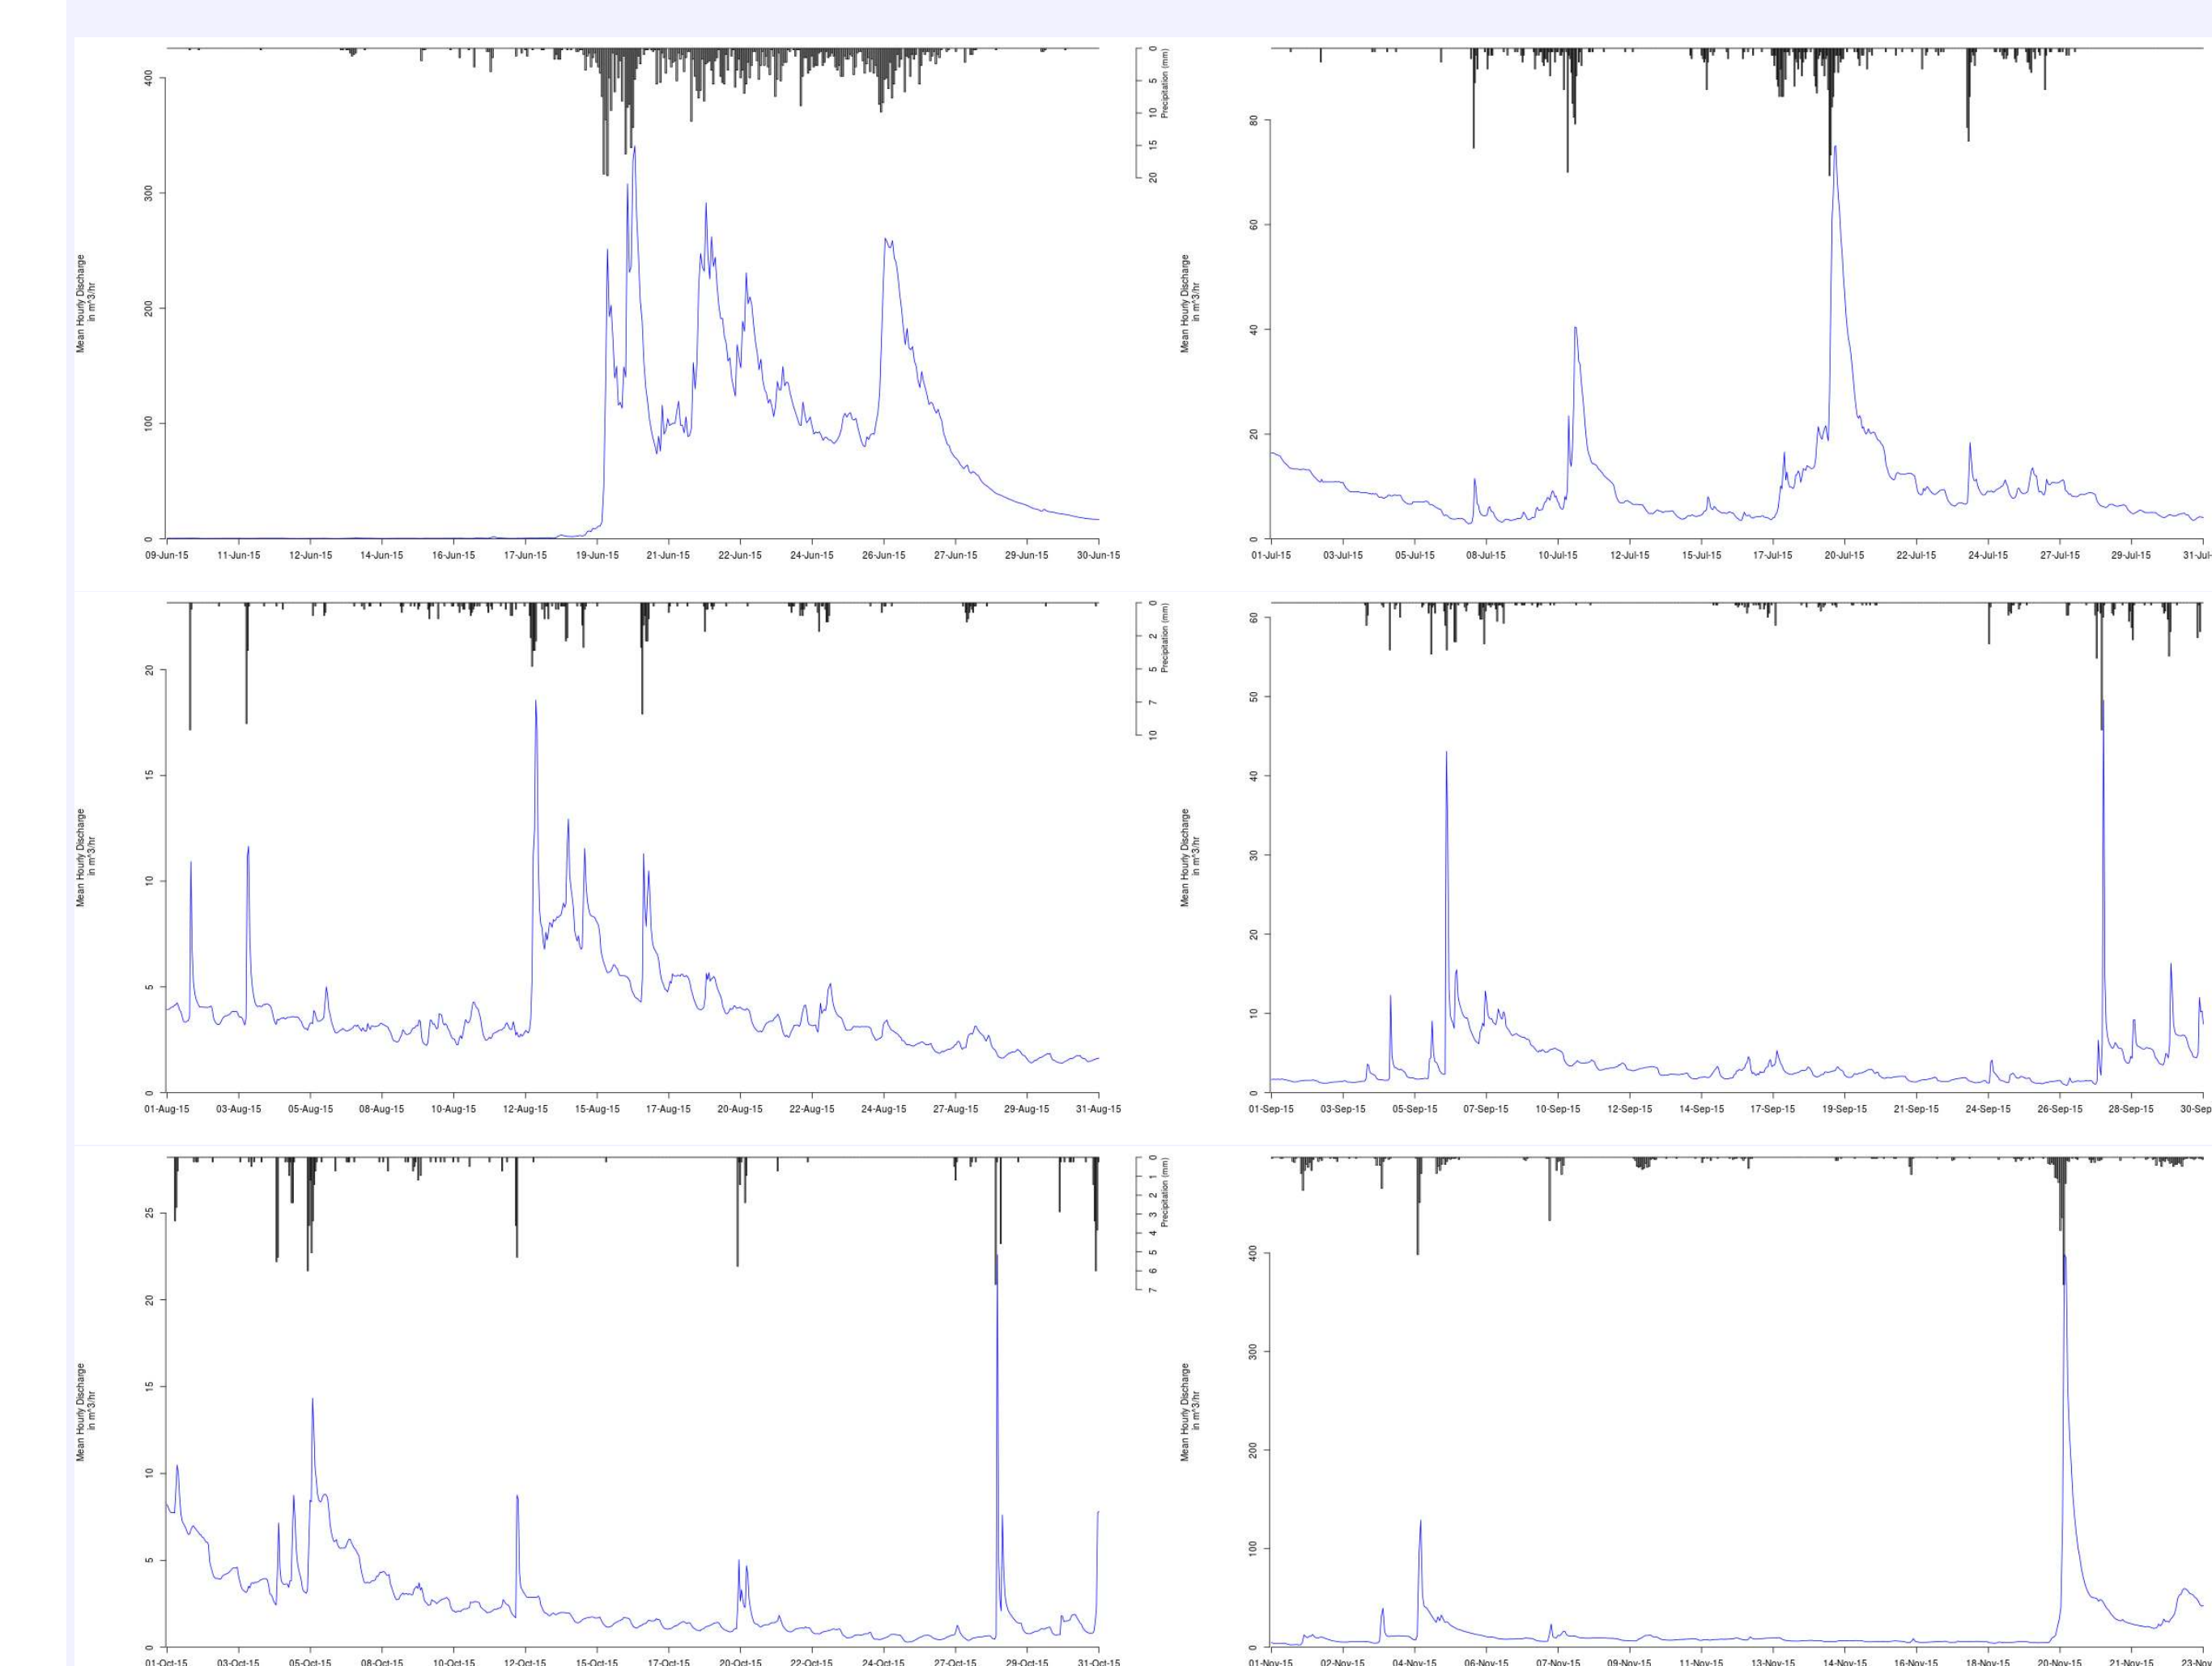 Mean Hourly Discharge
in m^3/hr
400
300
200
100
0
0
5
10
15
20
Precipitation (mm)
09-Jun-15 11-Jun-15 12-Jun-15 14-Jun-15 16-Jun-15 17-Jun-15 19-Jun-15 21-Jun-15 22-Jun-15 24-Jun-15 26-Jun-15 27-Jun-15 29-Jun-15 30-Jun-15
Mean Hourly Discharge
in m^3/hr
80
60
40
20
0
01-Jul-15 03-Jul-15 05-Jul-15 08-Jul-15 10-Jul-15 12-Jul-15 15-Jul-15 17-Jul-15 20-Jul-15 22-Jul-15 24-Jul-15 27-Jul-15 29-Jul-15 31-Jul-
Mean Hourly Discharge
in m^3/hr
20
15
10
5
0
0
2
5
7
10
Precipitation (mm)
01-Aug-15 03-Aug-15 05-Aug-15 08-Aug-15 10-Aug-15 12-Aug-15 15-Aug-15 17-Aug-15 20-Aug-15 22-Aug-15 24-Aug-15 27-Aug-15 29-Aug-15 31-Aug-15
Mean Hourly Discharge
in m^3/hr
60
50
40
30
20
10
0
01-Sep-15 03-Sep-15 05-Sep-15 07-Sep-15 10-Sep-15 12-Sep-15 14-Sep-15 17-Sep-15 19-Sep-15 21-Sep-15 24-Sep-15 26-Sep-15 28-Sep-15 30-Sep
Mean Hourly Discharge
in m^3/hr
25
20
15
10
5
0
0
1
2
3
4
5
6
7
Precipitation (mm)
01-Oct-15 03-Oct-15 05-Oct-15 08-Oct-15 10-Oct-15 12-Oct-15 15-Oct-15 17-Oct-15 20-Oct-15 22-Oct-15 24-Oct-15 27-Oct-15 29-Oct-15 31-Oct-15
Mean Hourly Discharge
in m^3/hr
400
300
200
100
0
01-Nov-15 02-Nov-15 04-Nov-15 06-Nov-15 07-Nov-15 09-Nov-15 11-Nov-15 13-Nov-15 14-Nov-15 16-Nov-15 18-Nov-15 20-Nov-15 21-Nov-15 23-Nov